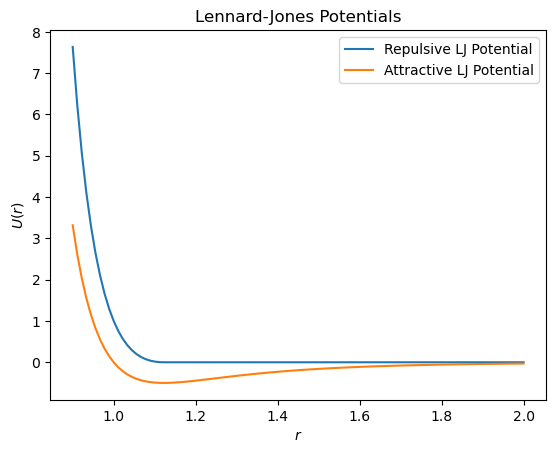 Lennard-Jones Potentials
8
7
6
5
4
3
2
1
0
U(r)
Repulsive LJ Potential
Attractive LJ Potential
1.0 1.2 1.4 1.6 1.8 2.0
r